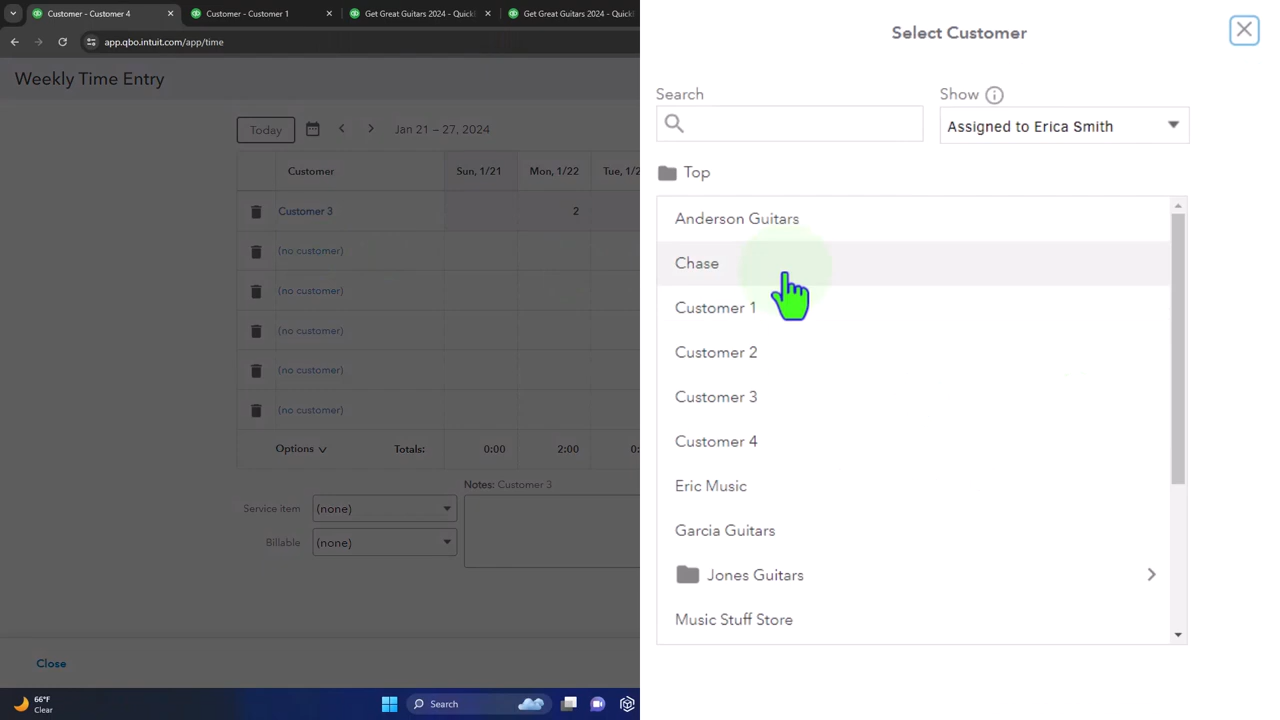 Customer - Customer 4
Customer - Customer 1
Get Great Guitars 2024 - Quick
Get Great Guitars 2024 - Quick
app.qbo.intuit.com/app/time
Weekly Time Entry
Today
Jan 21 – 27, 2024
Customer
Sun, 1/21
Mon, 1/22
Tue, 1/2
Customer 3
2
(no customer)
(no customer)
(no customer)
(no customer)
(no customer)
Options
Totals:
0:00
2:00
0:
Notes: Customer 3
Service item
(none)
Billable
(none)
Close
66°F
Clear
Search
Select Customer
Search
Show
Assigned to Erica Smith
Top
Anderson Guitars
Chase
Customer 1
Customer 2
Customer 3
Customer 4
Eric Music
Garcia Guitars
Jones Guitars
Music Stuff Store